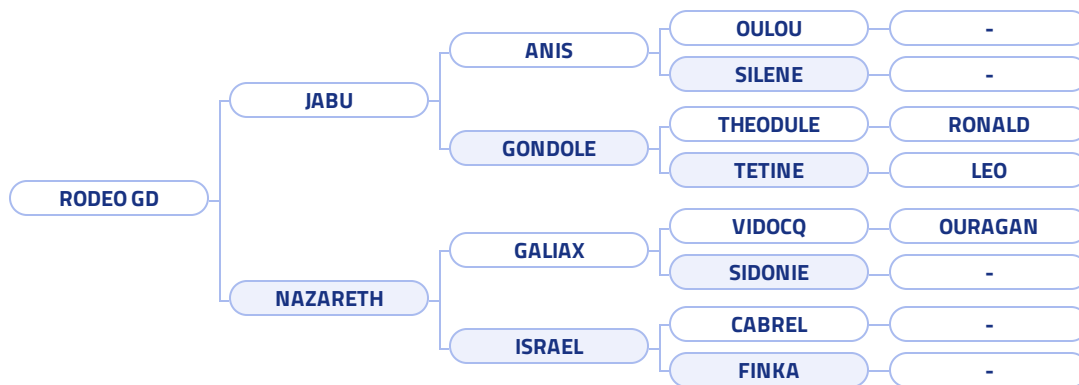 OULOU -
ANIS
SILENE -
JABU
THEODULE RONALD
GONDOLE
TETINE LEO
RODEO GD
VIDOCQ OURAGAN
GALIAX
SIDONIE -
NAZARETH
CABREL -
ISRAEL
FINKA -